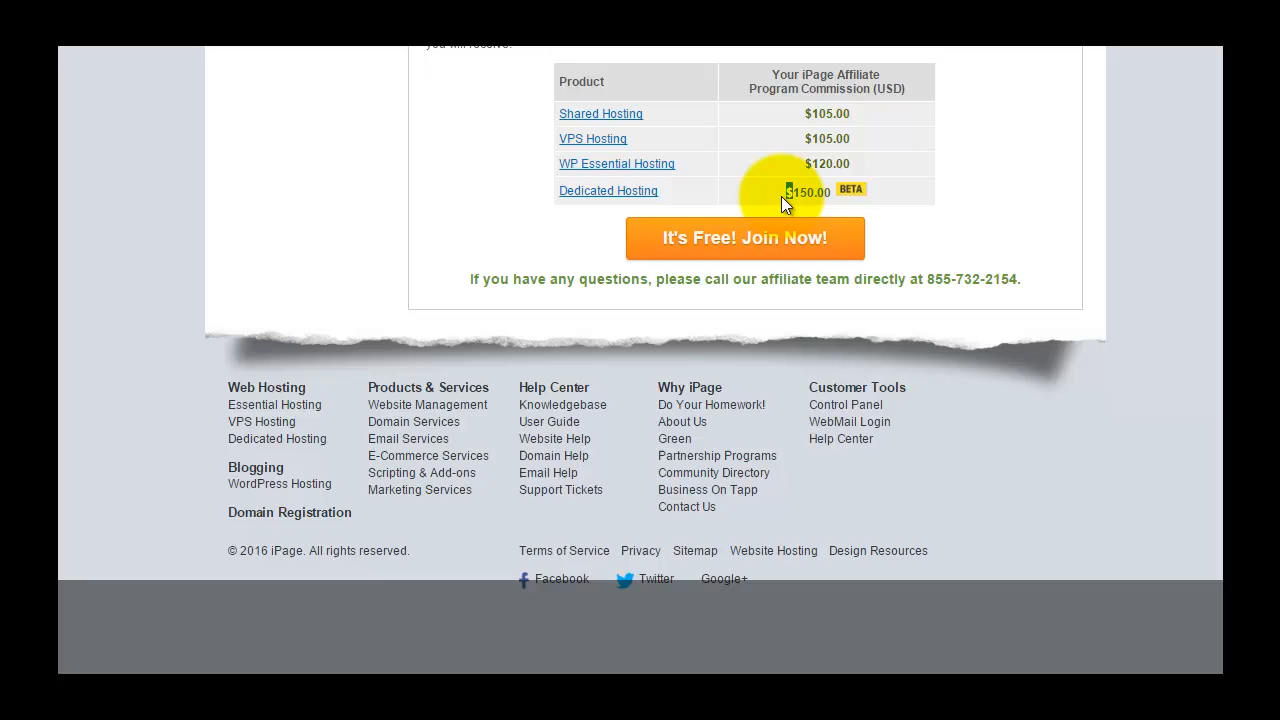 you will receive:
Product
Your iPage Affiliate
Program Commission (USD)
Shared Hosting $105.00
VPS Hosting $105.00
WP Essential Hosting $120.00
Dedicated Hosting $150.00 BETA
It's Free! Join Now!
If you have any questions, please call our affiliate team directly at 855-732-2154.
Web Hosting
Essential Hosting
VPS Hosting
Dedicated Hosting
Blogging
WordPress Hosting
Domain Registration
Products & Services
Website Management
Domain Services
Email Services
E-Commerce Services
Scripting & Add-ons
Marketing Services
Help Center
Knowledgebase
User Guide
Website Help
Domain Help
Email Help
Support Tickets
Why iPage
Do Your Homework!
About Us
Green
Partnership Programs
Community Directory
Business On Tapp
Contact Us
Customer Tools
Control Panel
WebMail Login
Help Center
© 2016 iPage. All rights reserved.
Terms of Service Privacy Sitemap Website Hosting Design Resources
Facebook Twitter Google+